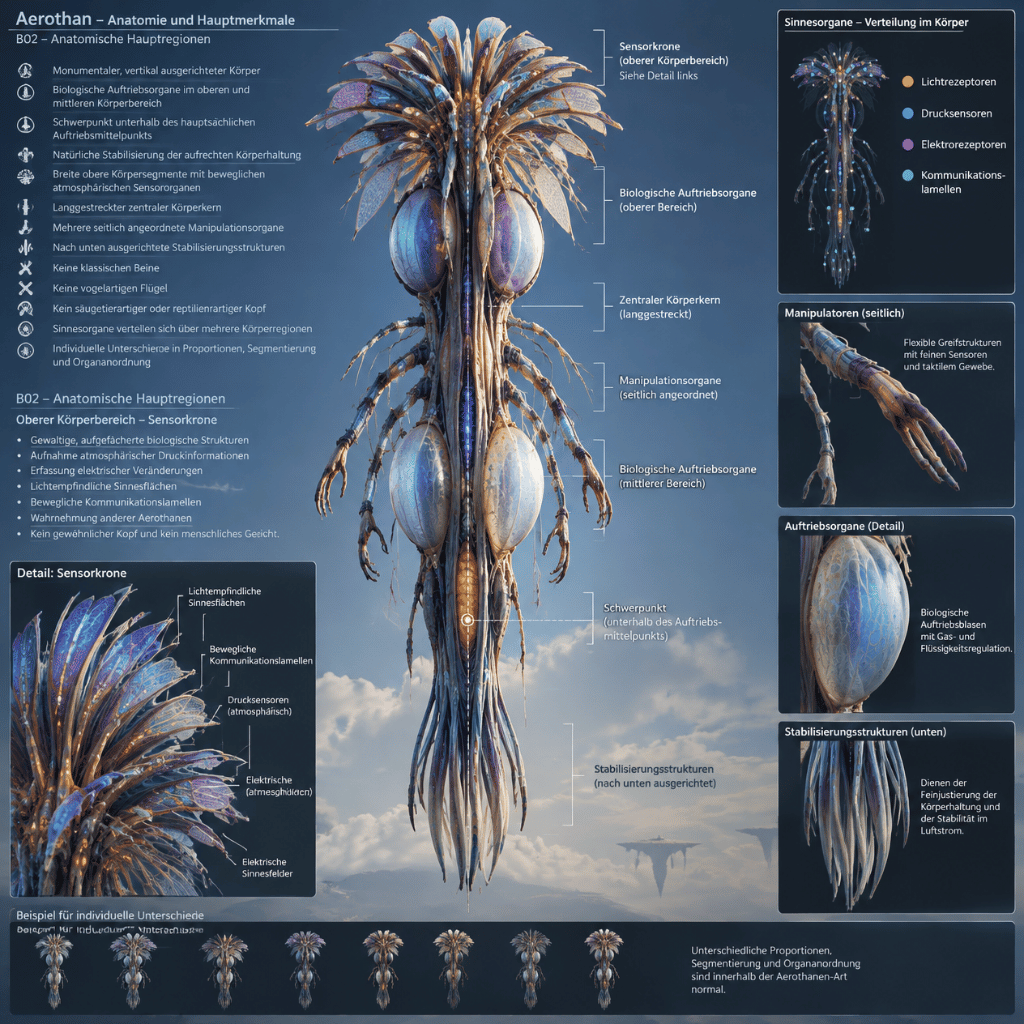 Aerothan – Anatomie und Hauptmerkmale
B02 – Anatomische Hauptregionen
Monumentaler, vertikal ausgerichteter Körper
Biologische Auftriebsorgane im oberen und
mittleren Körperbereich
Schwerpunkt unterhalb des hauptsächlichen
Auftriebsmittelpunkts
Natürliche Stabilisierung der aufrechten Körperhaltung
Breite obere Körpersegmente mit beweglichen
atmosphärischen Sensororganen
Langgestreckter zentraler Körperkern
Mehrere seitlich angeordnete Manipulationsorgane
Nach unten ausgerichtete Stabilisierungsstrukturen
Keine klassischen Beine
Keine vogelartigen Flügel
Kein säugetierartiger oder reptilienartiger Kopf
Sinnesorgane vertellen sich über mehrere Körperregionen
Individuelle Unterschiede in Proportionen, Segmentierung
und Organanordnung
B02 – Anatomische Hauptregionen
Oberer Körperbereich – Sensorkrone
• Gewaltige, aufgefächerte biologische Strukturen
• Aufnahme atmosphärischer Druckinformationen
• Erfassung elektrischer Veränderungen
• Lichtempfindliche Sinnesflächen
• Bewegliche Kommunikationslamellen
• Wahrnehmung anderer Aerothanen
• Kein gewöhnlicher Kopf und kein menschliches Gesicht.
Detail: Sensorkrone
Lichtempfindliche
Sinnesflächen
Bewegliche
Kommunikationslamellen
Drucksensoren
(atmosphärisch)
Elektrische
Elektrische
Sinnesfelder
Sensorkrone
(oberer Körperbereich)
Siehe Detail links
Biologische Auftriebsorgane
(oberer Bereich)
Zentraler Körperkern
(langgestreckt)
Manipulationsorgane
(seitlich angeordnet)
Biologische Auftriebsorgane
(mittlerer Bereich)
Schwerpunkt
(unterhalb des Auftriebs-
mittelpunkts)
Stabilisierungsstrukturen
(nach unten ausgerichtet)
Sinnesorgane – Verteilung im Körper
Lichtrezeptoren
Drucksensoren
Elektrorezeptoren
Kommunikations-
lamellen
Manipulatoren (seitlich)
Flexible Greifstrukturen
mit feinen Sensoren
und taktilem Gewebe.
Auftriebsorgane (Detail)
Biologische
Auftriebsblasen
mit Gas- und
Flüssigkeitsregulation.
Stabilisierungsstrukturen (unten)
Dienen der
Feinjustierung der
Körperhaltung und
der Stabilität im
Luftstrom.
Beispiel für individuelle Unterschiede
Unterschiedliche Proportionen,
Segmentierung und Organanordnung
sind innerhalb der Aerothanen-Art
normal.